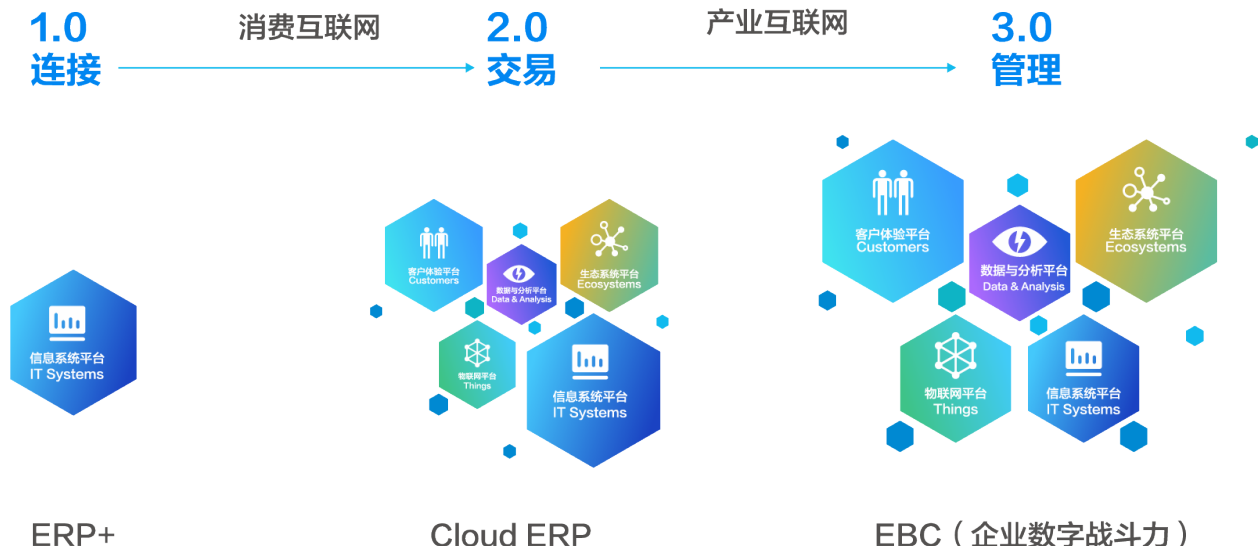 1.0
连接
消费互联网
2.0
交易
产业互联网
3.0
管理
信息系统平台
IT Systems
客户体验平台
Customers
数据与分析平台
Data & Analysis
生态系统平台
Ecosystems
物联网平台
Things
信息系统平台
IT Systems
客户体验平台
Customers
数据与分析平台
Data & Analysis
生态系统平台
Ecosystems
物联网平台
Things
信息系统平台
IT Systems
ERP+
Cloud ERP
EBC（企业数字战斗力）